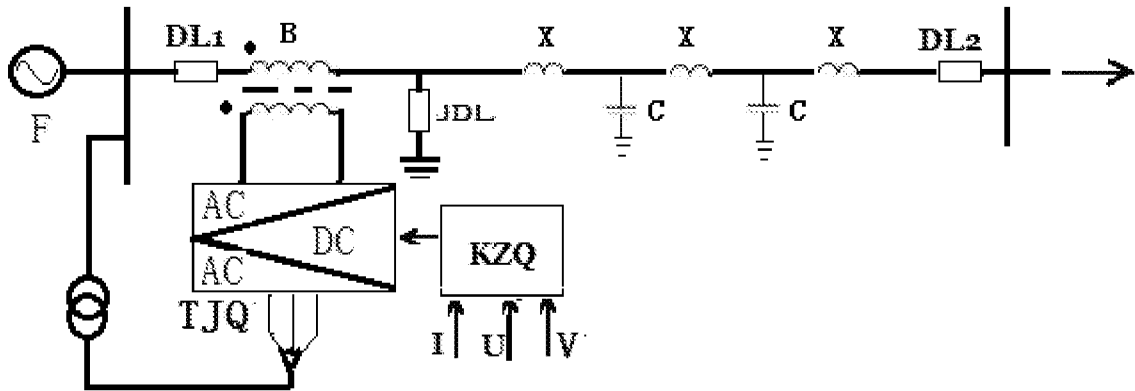 DL1 B X X X DL2
F JDL C C
AC
DC KZQ
AC
TJQ
I U V